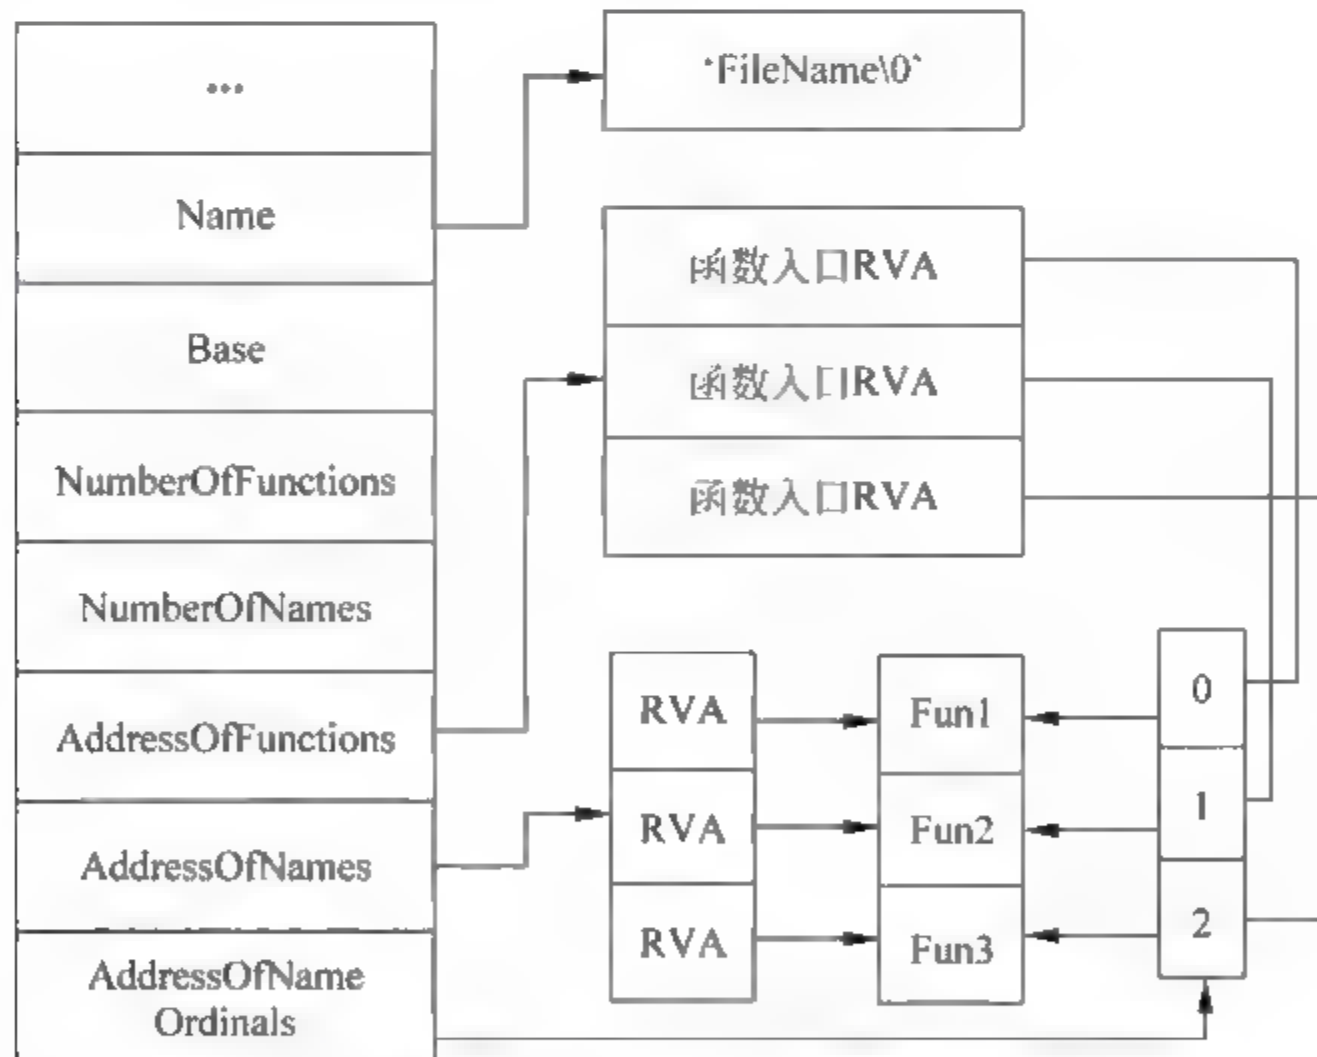 ...
Name
Base
NumberOfFunctions
NumberOfNames
AddressOfFunctions
AddressOfNames
AddressOfName
Ordinals
'FileName\0'
函数入口RVA
函数入口RVA
函数入口RVA
RVA
RVA
RVA
Fun1
Fun2
Fun3
0
1
2